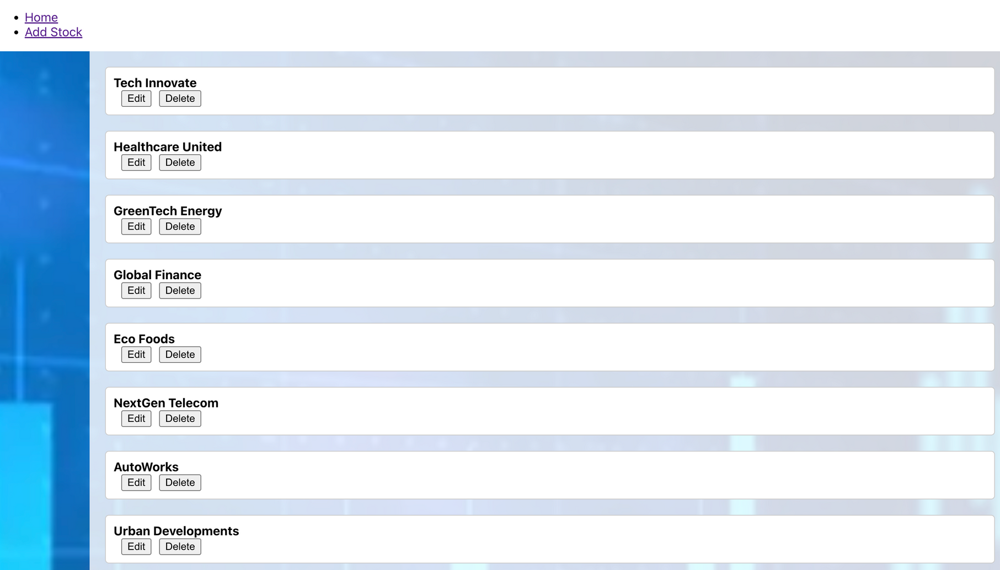 Home
Add Stock
Tech Innovate
Edit Delete
Healthcare United
Edit Delete
GreenTech Energy
Edit Delete
Global Finance
Edit Delete
Eco Foods
Edit Delete
NextGen Telecom
Edit Delete
AutoWorks
Edit Delete
Urban Developments
Edit Delete